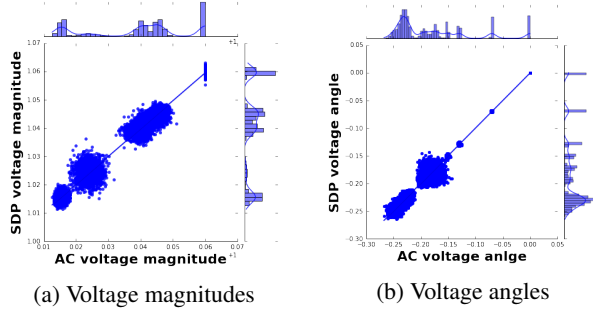 1.07
1.06
1.05
1.04
1.03
1.02
1.01
1.00
SDP voltage magnitude
0.01 0.02 0.03 0.04 0.05 0.06 0.07
+1
+1
AC voltage magnitude
(a) Voltage magnitudes
0.05
0.00
−0.05
−0.10
−0.15
−0.20
−0.25
−0.30
SDP voltage angle
−0.30 −0.25 −0.20 −0.15 −0.10 −0.05 0.00 0.05
AC voltage anlge
(b) Voltage angles